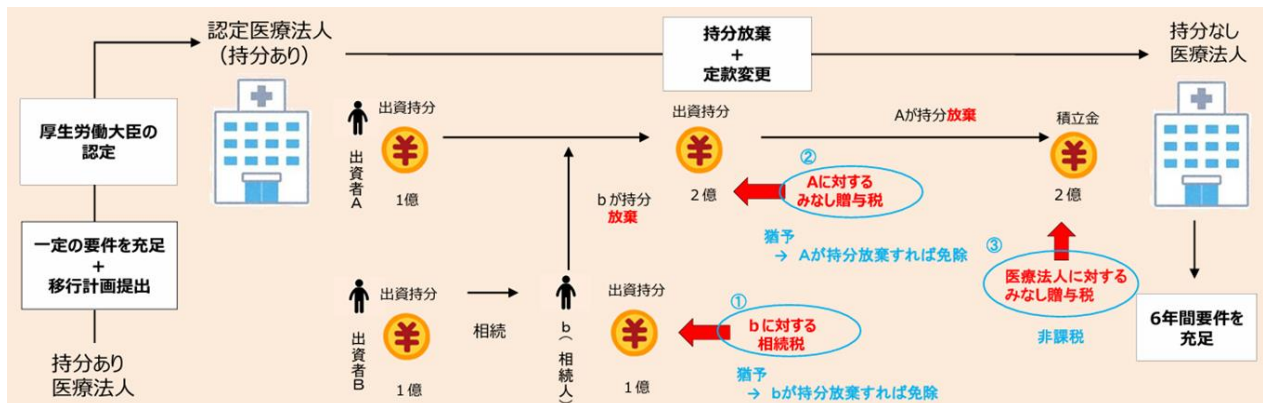 認定医療法人
（持分あり）
持分放棄
+
定款変更
持分なし
医療法人
厚生労働大臣の
認定
一定の要件を充足
+
移行計画提出
持分あり
医療法人
出資者A
出資持分
¥
1億
bが持分
放棄
出資持分
¥
2億
Aが持分放棄
積立金
¥
2億
②
Aに対する
みなし贈与税
猶予
→ Aが持分放棄すれば免除
③
医療法人に対する
みなし贈与税
非課税
6年間要件を
充足
出資者B
出資持分
¥
1億
相続
b（相続人）
出資持分
¥
1億
①
bに対する
相続税
猶予
→ bが持分放棄すれば免除